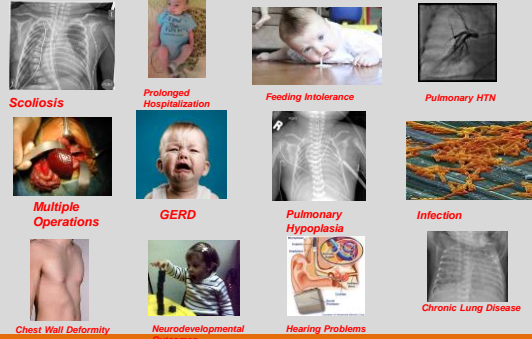 Scoliosis
Prolonged
Hospitalization
Feeding Intolerance
Pulmonary HTN
R
Multiple
Operations
GERD
Pulmonary
Hypoplasia
Infection
Chest Wall Deformity
Neurodevelopmental
Outcomes
Hearing Problems
Chronic Lung Disease